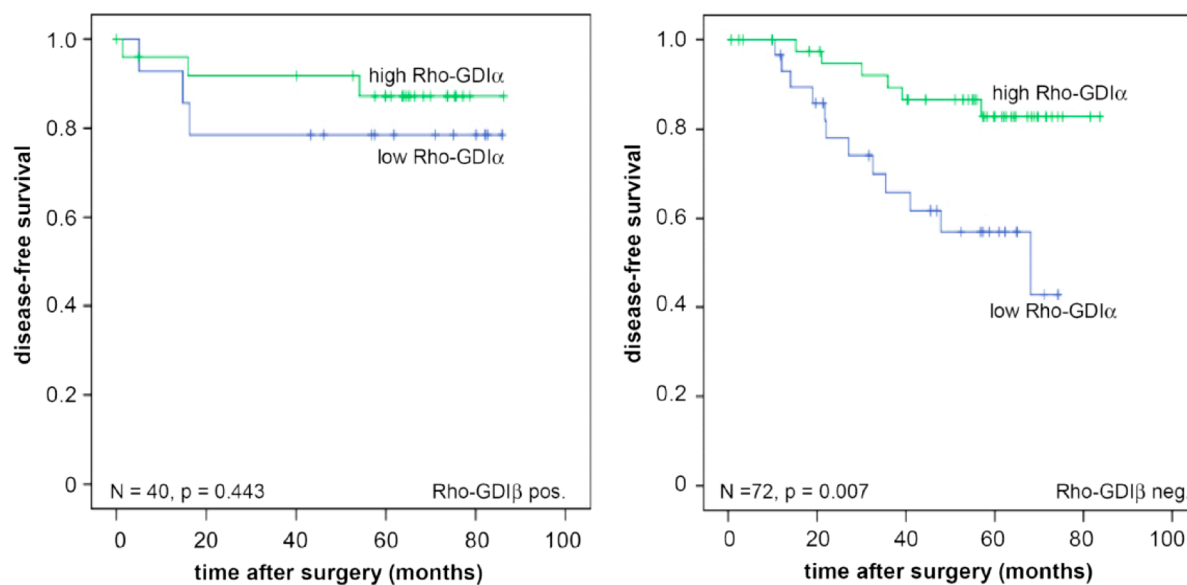 disease-free survival
1.0
0.8
0.6
0.4
0.2
0
high Rho-GDIα
low Rho-GDIα
N = 40, p = 0.443
Rho-GDIβ pos.
0 20 40 60 80 100
time after surgery (months)
disease-free survival
1.0
0.8
0.6
0.4
0.2
0
high Rho-GDIα
low Rho-GDIα
N =72, p = 0.007
Rho-GDIβ neg.
0 20 40 60 80 100
time after surgery (months)